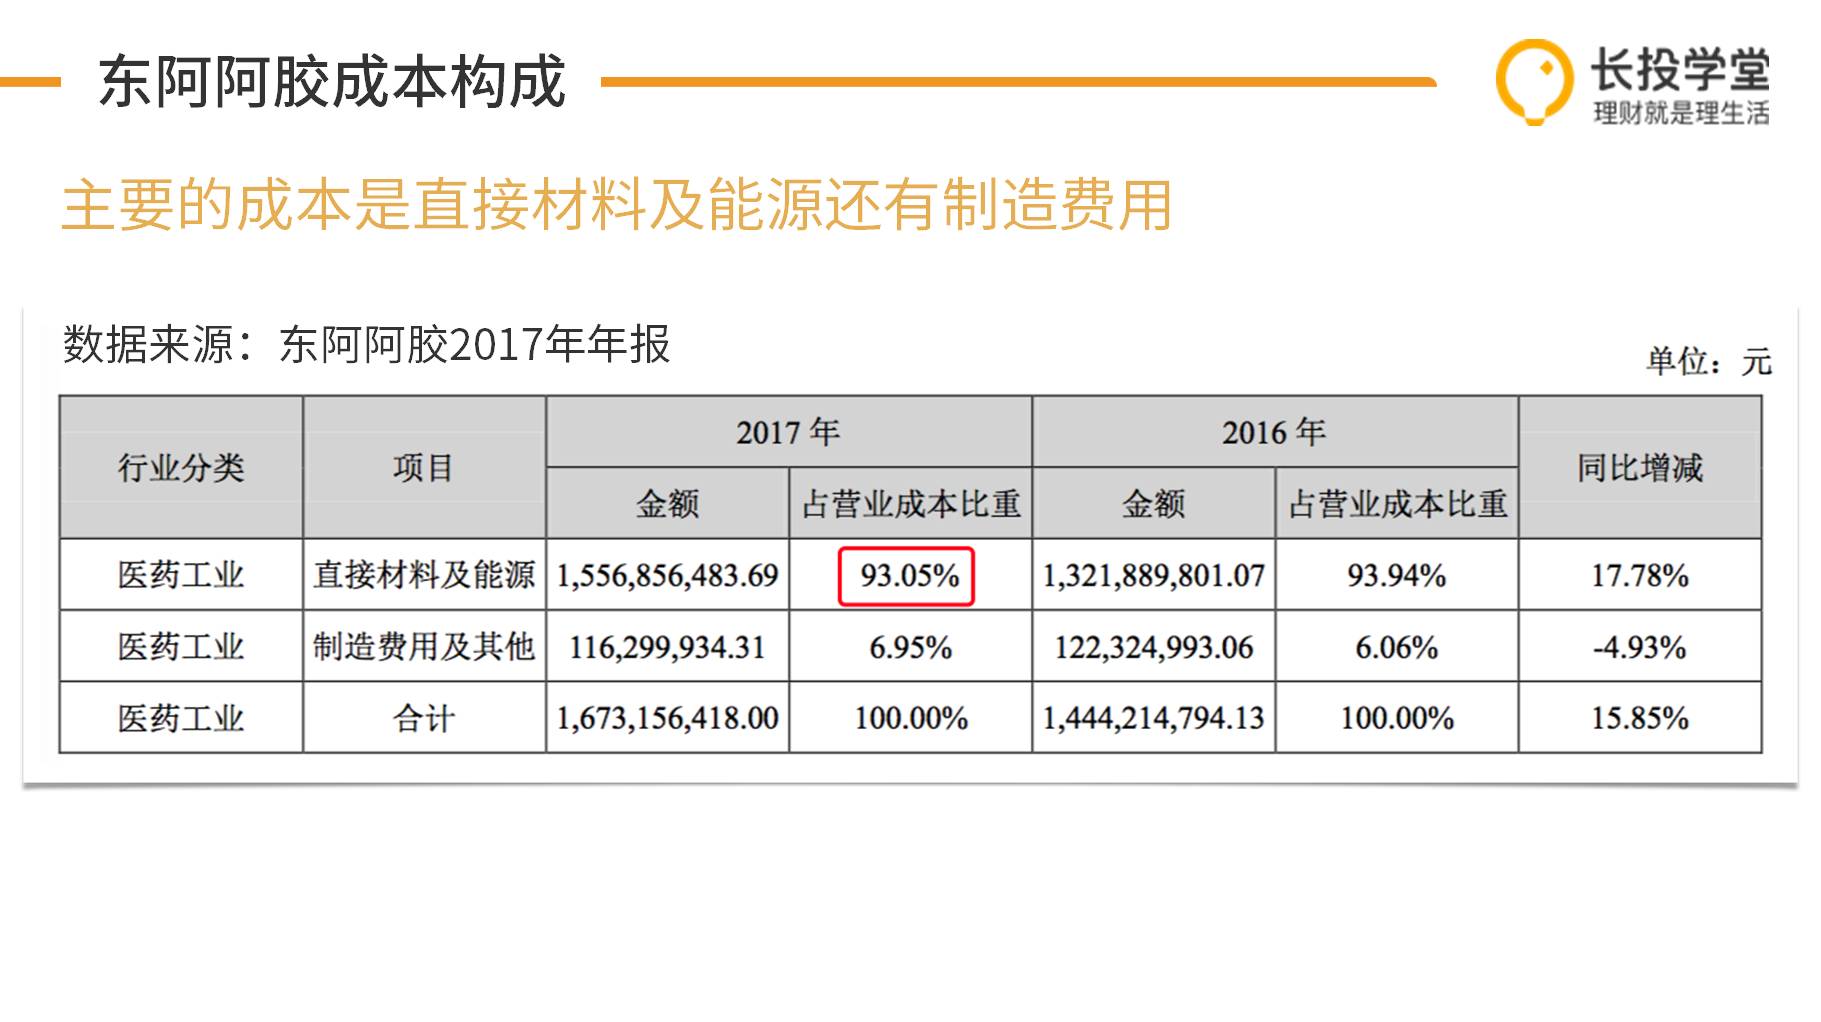 东阿阿胶成本构成
长投学堂
理财就是理生活
主要的成本是直接材料及能源还有制造费用
数据来源：东阿阿胶2017年年报
单位：元
行业分类 项目 2017 年 2016 年 同比增减
金额 占营业成本比重 金额 占营业成本比重
医药工业 直接材料及能源 1,556,856,483.69 93.05% 1,321,889,801.07 93.94% 17.78%
医药工业 制造费用及其他 116,299,934.31 6.95% 122,324,993.06 6.06% -4.93%
医药工业 合计 1,673,156,418.00 100.00% 1,444,214,794.13 100.00% 15.85%